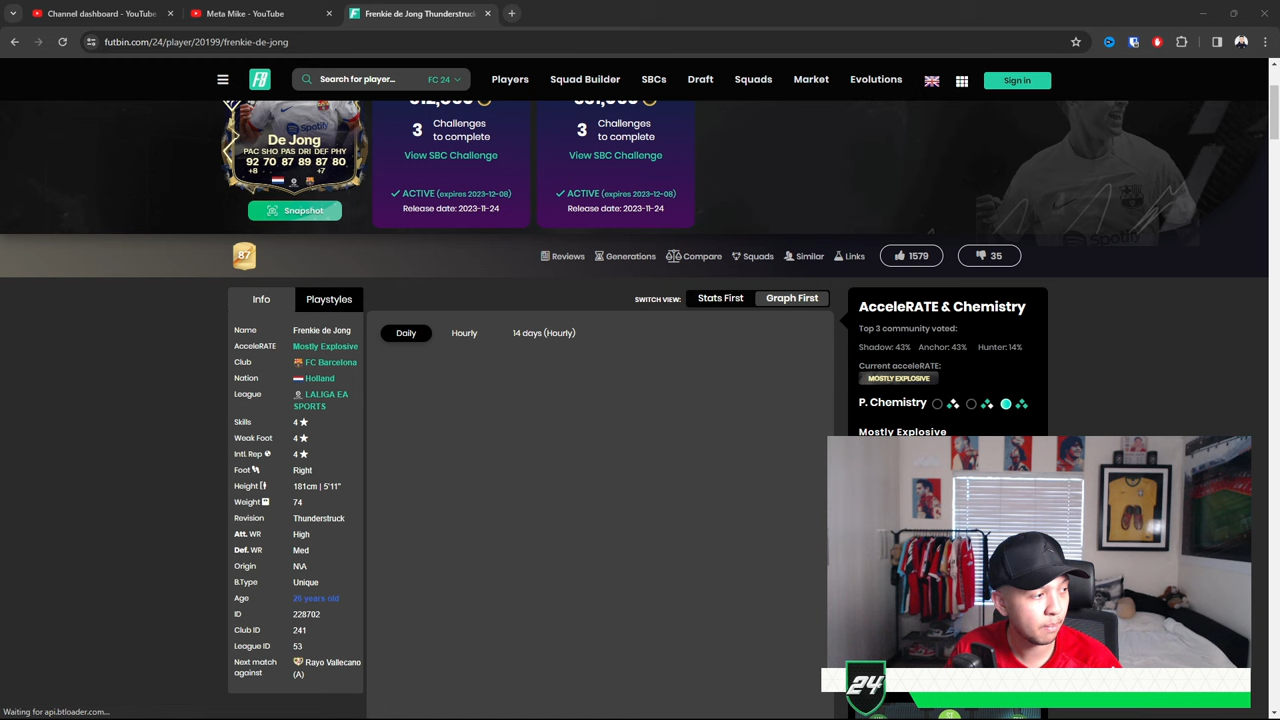 Channel dashboard - YouTube
Meta Mike - YouTube
Frenkie de Jong Thunderstruck
futbin.com/24/player/20199/frenkie-de-jong
Search for player...
FC 24
Players
Squad Builder
SBCs
Draft
Squads
Market
Evolutions
Sign in
De Jong
PAC SHO PAS DRI DEF PHY
92 70 87 89 87 80
+8 +7
Snapshot
3
Challenges
to complete
View SBC Challenge
ACTIVE (expires 2023-12-08)
Release date: 2023-11-24
3
Challenges
to complete
View SBC Challenge
ACTIVE (expires 2023-12-08)
Release date: 2023-11-24
Spotify
87
Reviews
Generations
Compare
Squads
Similar
Links
1579
35
Info
Playstyles
Name Frenkie de Jong
AcceleRATE Mostly Explosive
Club FC Barcelona
Nation Holland
League LALIGA EA
SPORTS
Skills 4
Weak Foot 4
Intl. Rep 4
Foot Right
Height 181cm | 5'11"
Weight 74
Revision Thunderstruck
Att. WR High
Def. WR Med
Origin N\A
B.Type Unique
Age 26 years old
ID 228702
Club ID 241
League ID 53
Next match Rayo Vallecano
against (A)
SWITCH VIEW:
Stats First
Graph First
Daily
Hourly
14 days (Hourly)
AcceleRATE & Chemistry
Top 3 community voted:
Shadow: 43% Anchor: 43% Hunter: 14%
Current acceleRATE:
MOSTLY EXPLOSIVE
P. Chemistry
Mostly Explosive
24
Waiting for api.btloader.com...